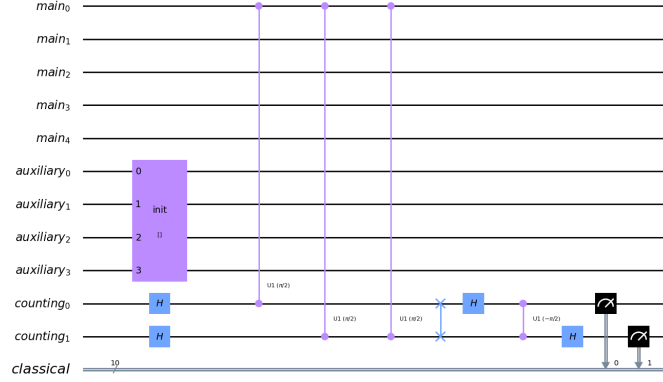 main₀
main₁
main₂
main₃
main₄
auxiliary₀ 0
auxiliary₁ 1 init
auxiliary₂ 2 []
auxiliary₃ 3
U1 (π/2)
counting₀ H H
U1 (π/2) U1 (π/2) U1 (−π/2)
counting₁ H H
classical 10 0 1